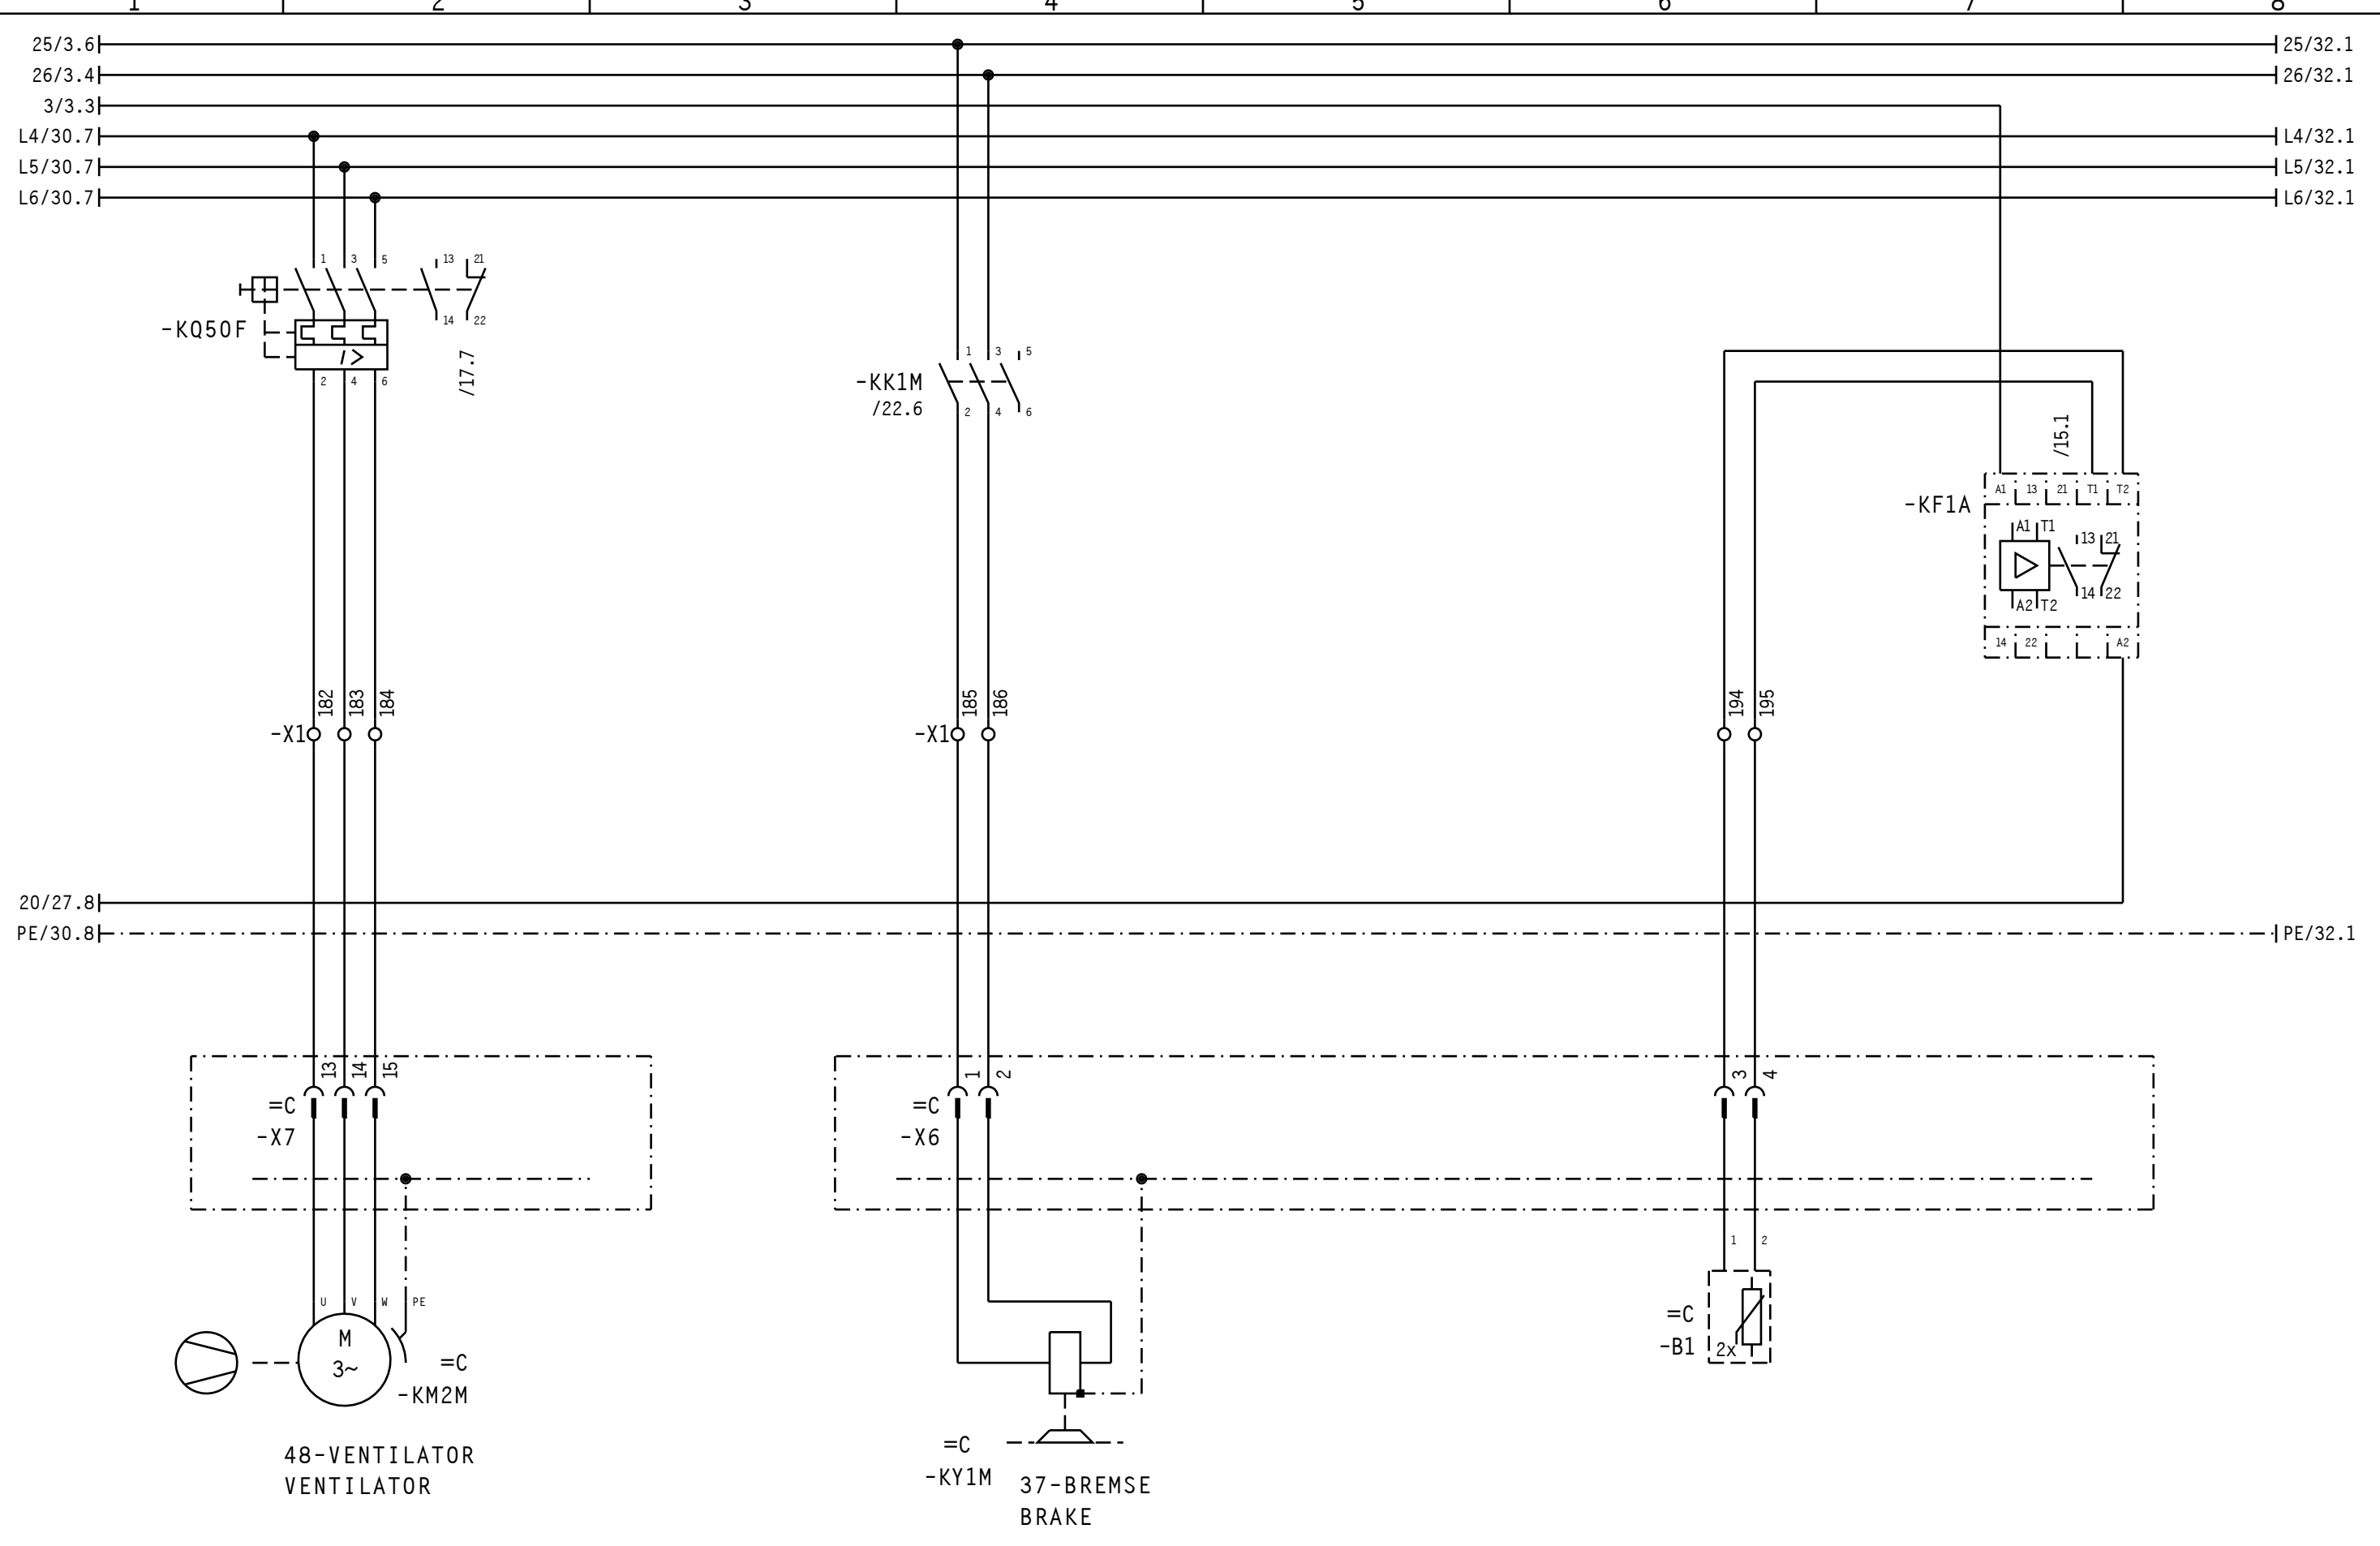 1 2 3 4 5 6 7 8
25/3.6 25/32.1
26/3.4 26/32.1
3/3.3
L4/30.7 L4/32.1
L5/30.7 L5/32.1
L6/30.7 L6/32.1
1 3 5 13 21
-KQ50F
14 22
I>
2 4 6
/17.7
1 3 5
-KK1M
/22.6
2 4 6
/15.1
-KF1A
A1 13 21 T1 T2
A1 T1 13 21
A2 T2 14 22
14 22 A2
182 183 184
-X1
185 186
-X1
194 195
20/27.8
PE/30.8 PE/32.1
13 14 15
=C
-X7
1 2
=C
-X6
3 4
1 2
U V W PE
M
3~
=C
-KM2M
=C
-B1
2x
48-VENTILATOR
VENTILATOR
=C
-KY1M
37-BREMSE
BRAKE